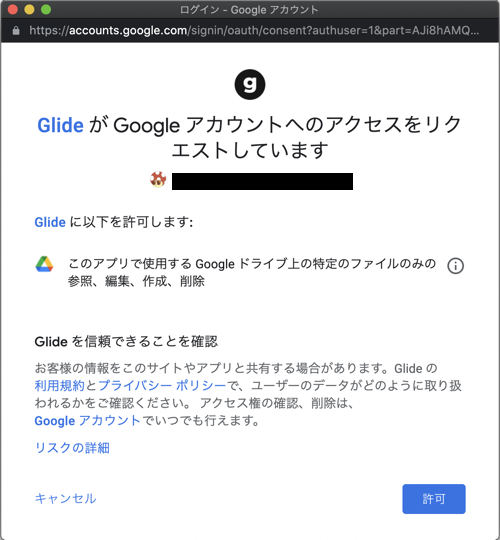 ログイン - Google アカウント
https://accounts.google.com/signin/oauth/consent?authuser=1&part=AJi8hAMQ...
g
Glide が Google アカウントへのアクセスをリク
エストしています
Glide に以下を許可します:
このアプリで使用する Google ドライブ上の特定のファイルのみの
参照、編集、作成、削除
Glide を信頼できることを確認
お客様の情報をこのサイトやアプリと共有する場合があります。Glide の
利用規約とプライバシー ポリシーで、ユーザーのデータがどのように取り扱
われるかをご確認ください。 アクセス権の確認、削除は、
Google アカウントでいつでも行えます。
リスクの詳細
キャンセル
許可